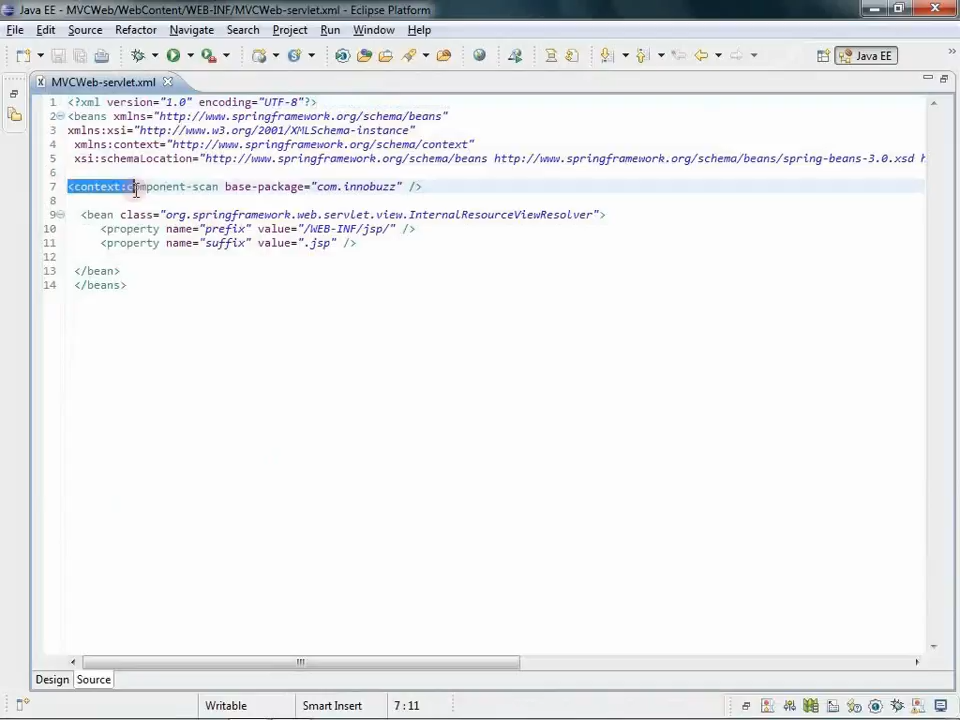 Java EE - MVCWeb/WebContent/WEB-INF/MVCWeb-servlet.xml - Eclipse Platform
File Edit Source Refactor Navigate Search Project Run Window Help
Java EE
MVCWeb-servlet.xml
1 <?xml version="1.0" encoding="UTF-8"?>
2 <beans xmlns="http://www.springframework.org/schema/beans"
3 xmlns:xsi="http://www.w3.org/2001/XMLSchema-instance"
4 xmlns:context="http://www.springframework.org/schema/context"
5 xsi:schemaLocation="http://www.springframework.org/schema/beans http://www.springframework.org/schema/beans/spring-beans-3.0.xsd h
6
7 <context:component-scan base-package="com.innobuzz" />
8
9 <bean class="org.springframework.web.servlet.view.InternalResourceViewResolver">
10 <property name="prefix" value="/WEB-INF/jsp/" />
11 <property name="suffix" value=".jsp" />
12
13 </bean>
14 </beans>
Design Source
Writable Smart Insert 7 : 11